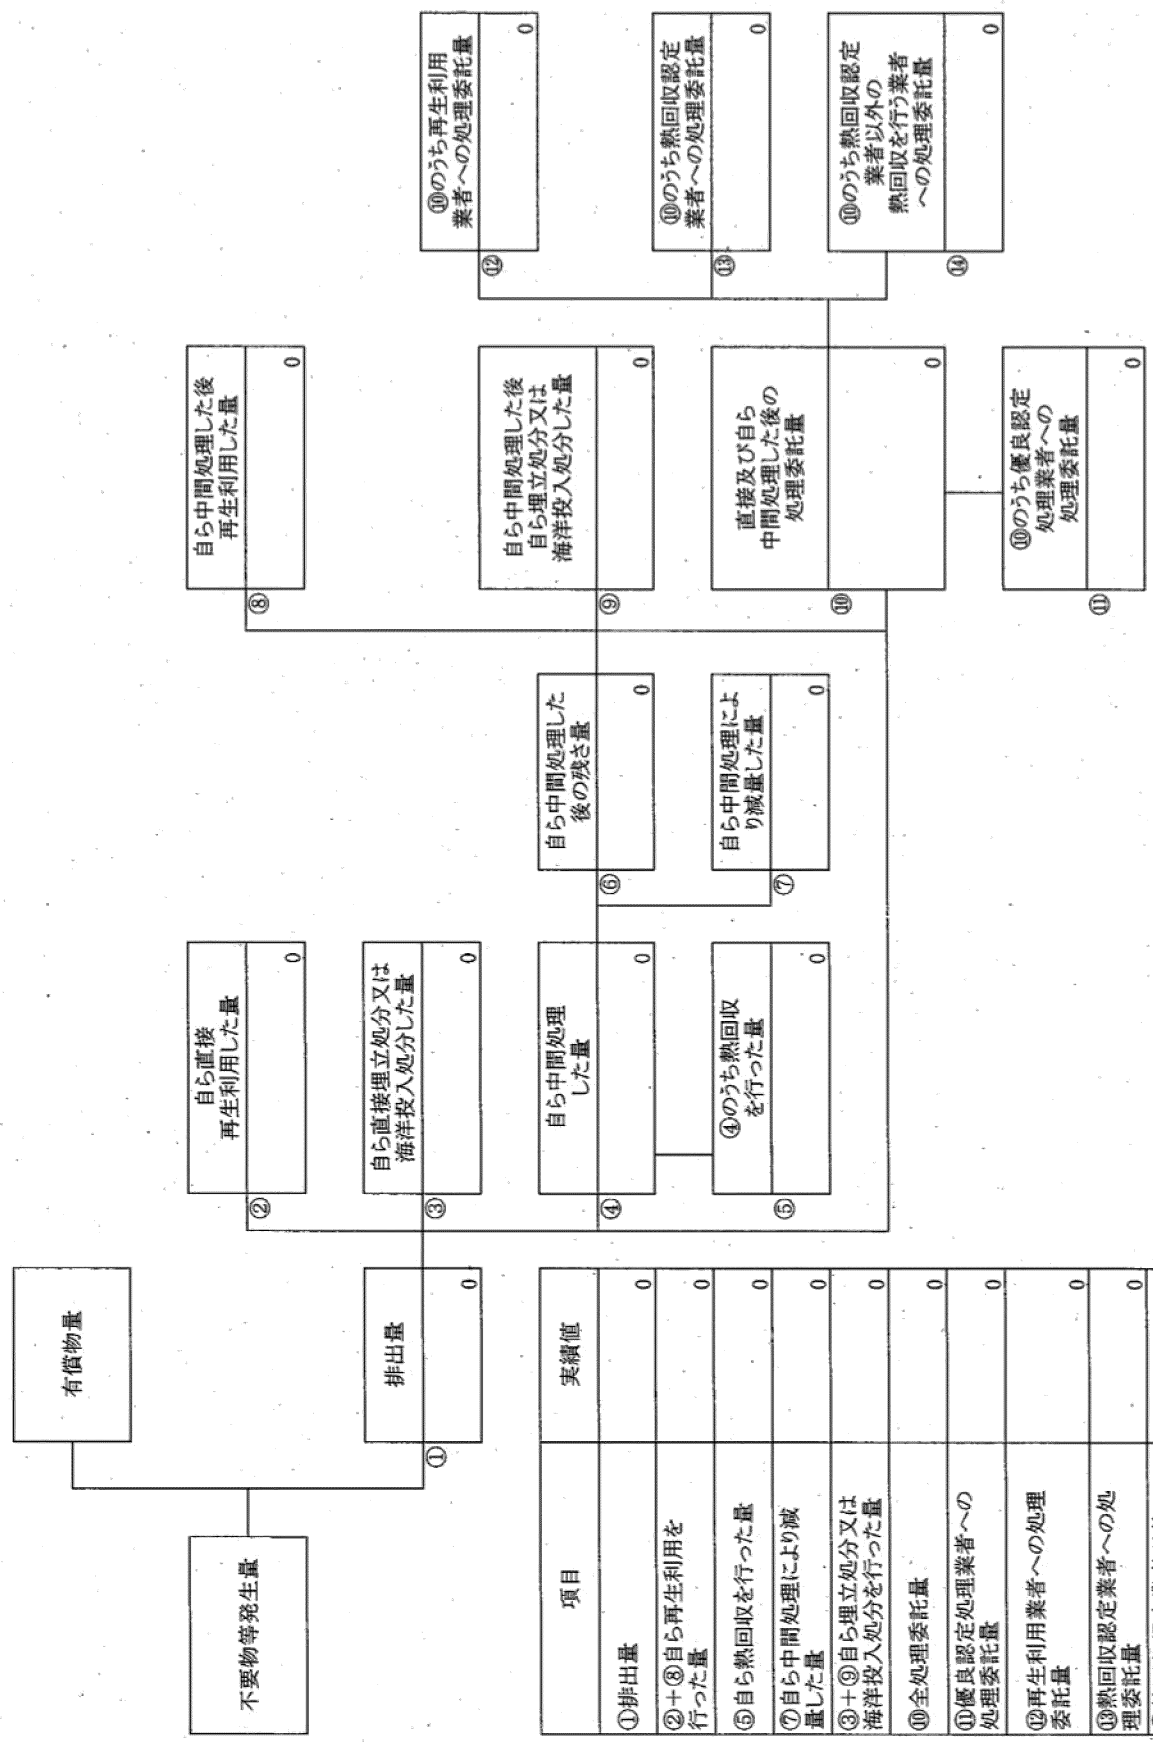 不要物等発生量
有償物量
①
排出量
0
②
自ら直接
再生利用した量
0
③
自ら直接埋立処分又は
海洋投入処分した量
0
④
自ら中間処理
した量
0
⑤
④のうち熱回収
を行った量
0
⑥
自ら中間処理した
後の残さ量
0
⑦
自ら中間処理によ
り減量した量
0
⑧
自ら中間処理した後
再生利用した量
0
⑨
自ら中間処理した後
自ら埋立処分又は
海洋投入処分した量
0
⑩
直接及び自ら
中間処理した後の
処理委託量
0
⑪
⑩のうち優良認定
処理業者への
処理委託量
0
⑫
⑩のうち再生利用
業者への処理委託量
0
⑬
⑩のうち熱回収認定
業者への処理委託量
0
⑭
⑩のうち熱回収認定
業者以外の
熱回収を行う業者
への処理委託量
0
項目
実績値
①排出量
0
②+⑧自ら再生利用を
行った量
0
⑤自ら熱回収を行った量
0
⑦自ら中間処理により減
量した量
0
③+⑨自ら埋立処分又は
海洋投入処分を行った量
0
⑩全処理委託量
0
⑪優良認定処理業者への
処理委託量
0
⑫再生利用業者への処理
委託量
0
⑬熱回収認定業者への処
理委託量
0